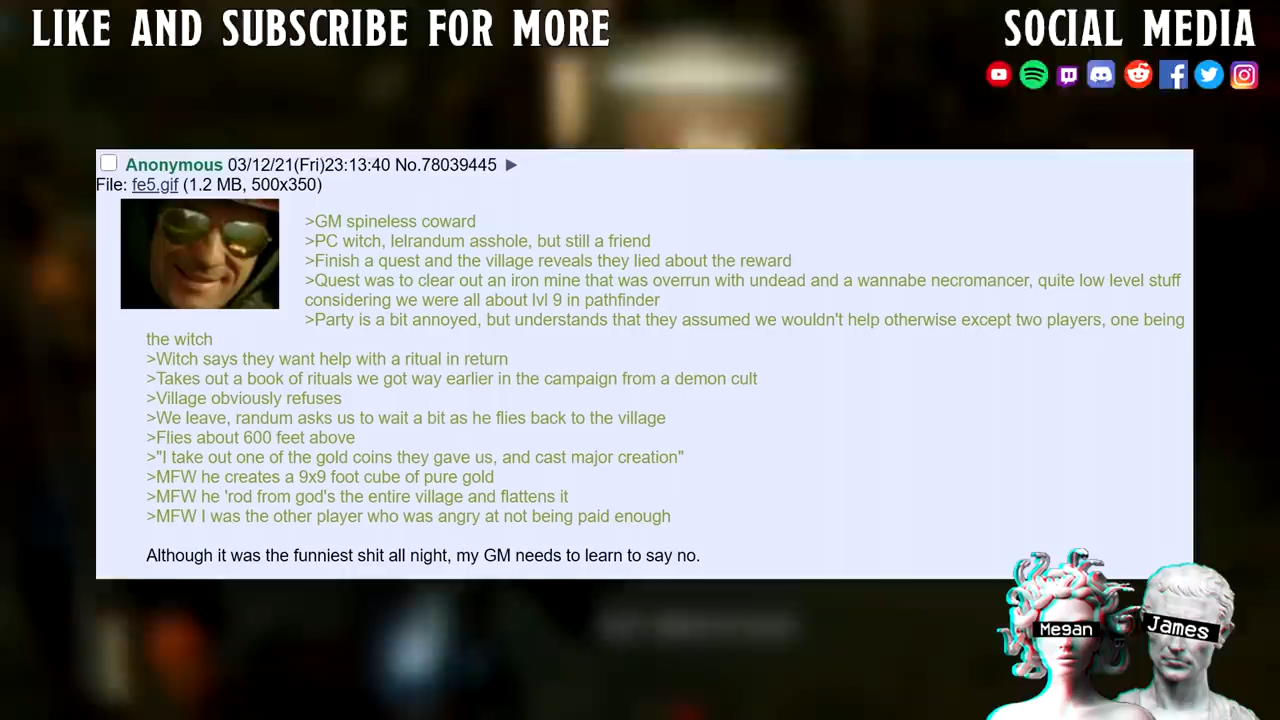 LIKE AND SUBSCRIBE FOR MORE
SOCIAL MEDIA
Anonymous 03/12/21(Fri)23:13:40 No.78039445 ▶
File: fe5.gif (1.2 MB, 500x350)
>GM spineless coward
>PC witch, lelrandum asshole, but still a friend
>Finish a quest and the village reveals they lied about the reward
>Quest was to clear out an iron mine that was overrun with undead and a wannabe necromancer, quite low level stuff
considering we were all about lvl 9 in pathfinder
>Party is a bit annoyed, but understands that they assumed we wouldn't help otherwise except two players, one being
the witch
>Witch says they want help with a ritual in return
>Takes out a book of rituals we got way earlier in the campaign from a demon cult
>Village obviously refuses
>We leave, randum asks us to wait a bit as he flies back to the village
>Flies about 600 feet above
>"I take out one of the gold coins they gave us, and cast major creation"
>MFW he creates a 9x9 foot cube of pure gold
>MFW he 'rod from god's the entire village and flattens it
>MFW I was the other player who was angry at not being paid enough
Although it was the funniest shit all night, my GM needs to learn to say no.
Megan
James